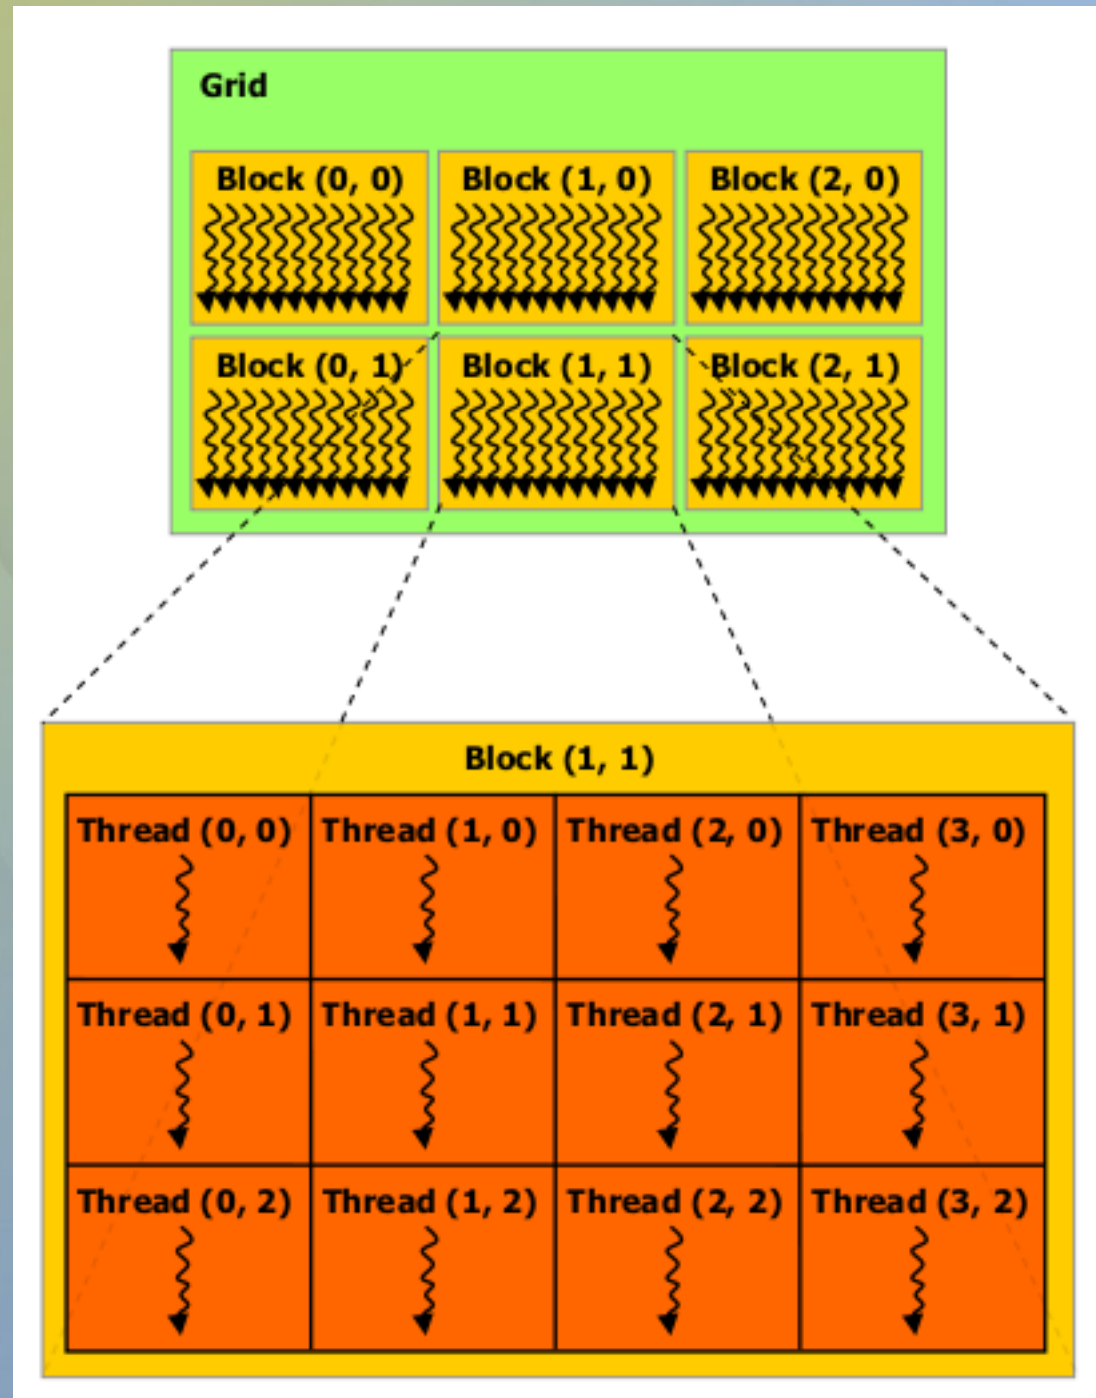 Grid
Block (0, 0) Block (1, 0) Block (2, 0)
Block (0, 1) Block (1, 1) Block (2, 1)
Block (1, 1)
Thread (0, 0) Thread (1, 0) Thread (2, 0) Thread (3, 0)
Thread (0, 1) Thread (1, 1) Thread (2, 1) Thread (3, 1)
Thread (0, 2) Thread (1, 2) Thread (2, 2) Thread (3, 2)